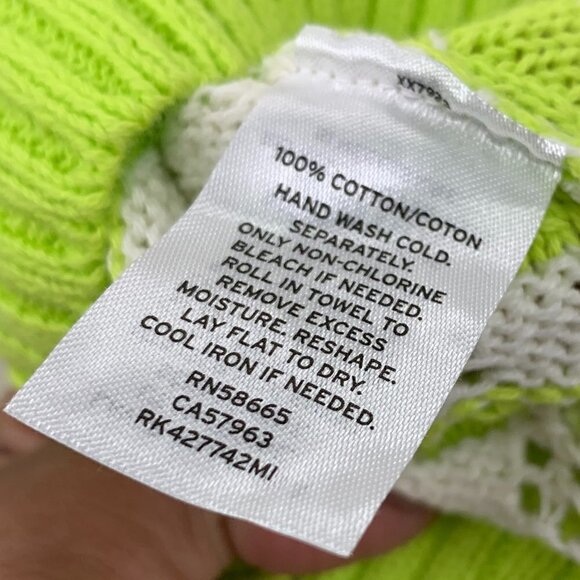 100% COTTON/COTON
HAND WASH COLD.
SEPARATELY.
ONLY NON-CHLORINE
BLEACH IF NEEDED.
ROLL IN TOWEL TO
REMOVE EXCESS
MOISTURE. RESHAPE.
LAY FLAT TO DRY.
COOL IRON IF NEEDED.
RN58665
CA57963
RK427742MI